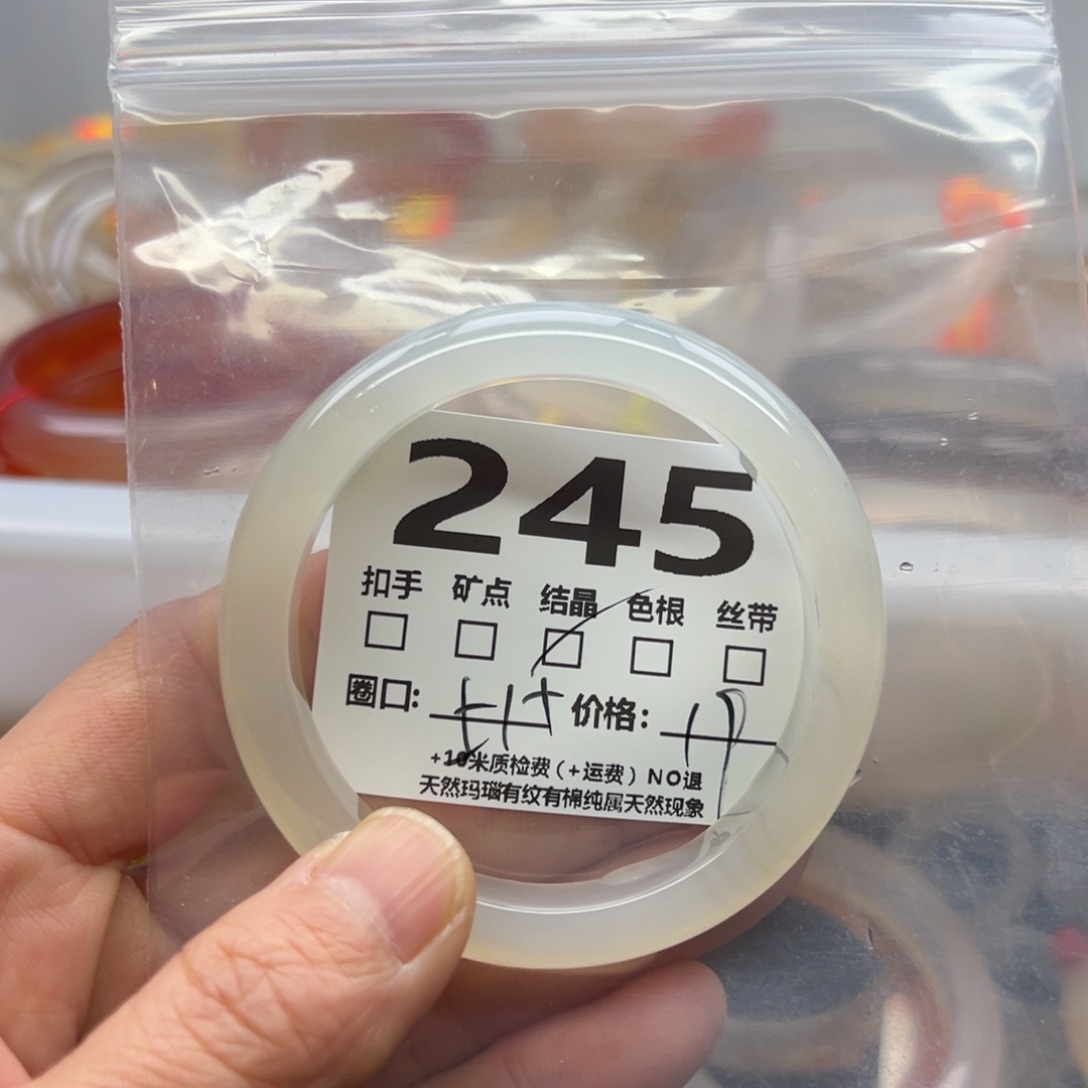 245
扣手 矿点 结晶 色根 丝带
圈口: 价格: 19
+10米质检费(+运费) NO退
天然玛瑙有纹有棉纯属天然现象